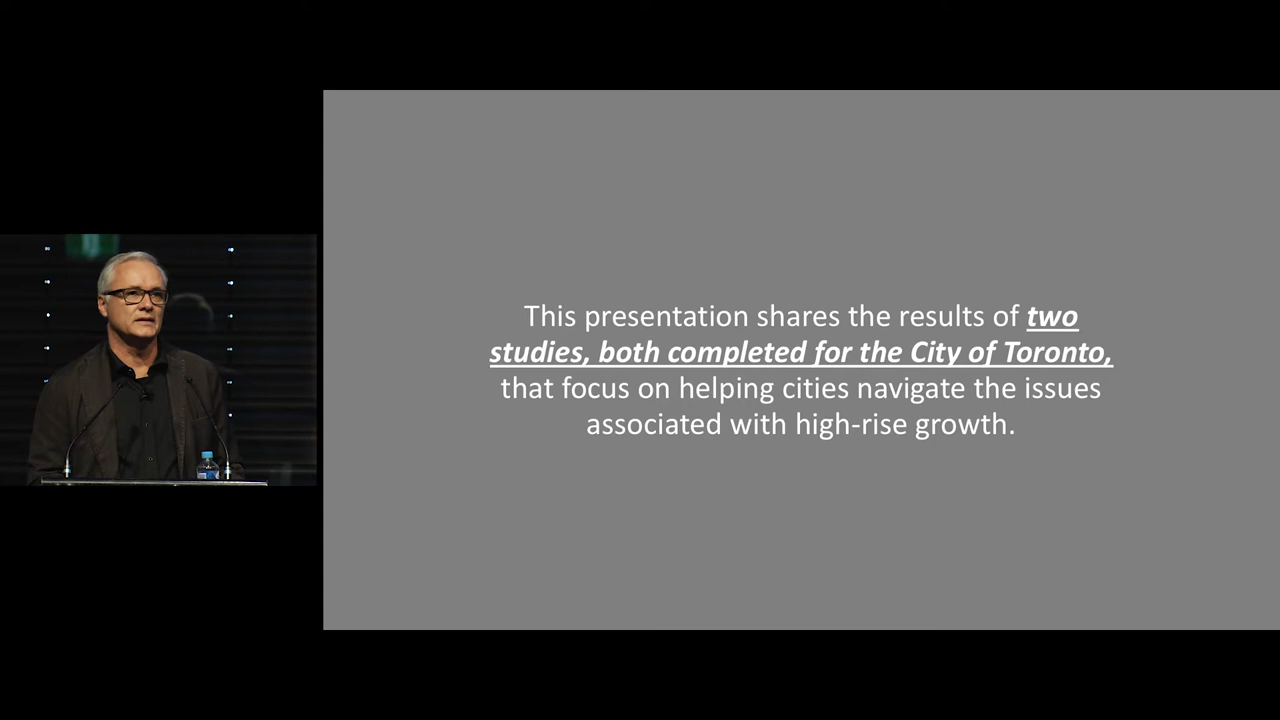 This presentation shares the results of two
studies, both completed for the City of Toronto,
that focus on helping cities navigate the issues
associated with high-rise growth.